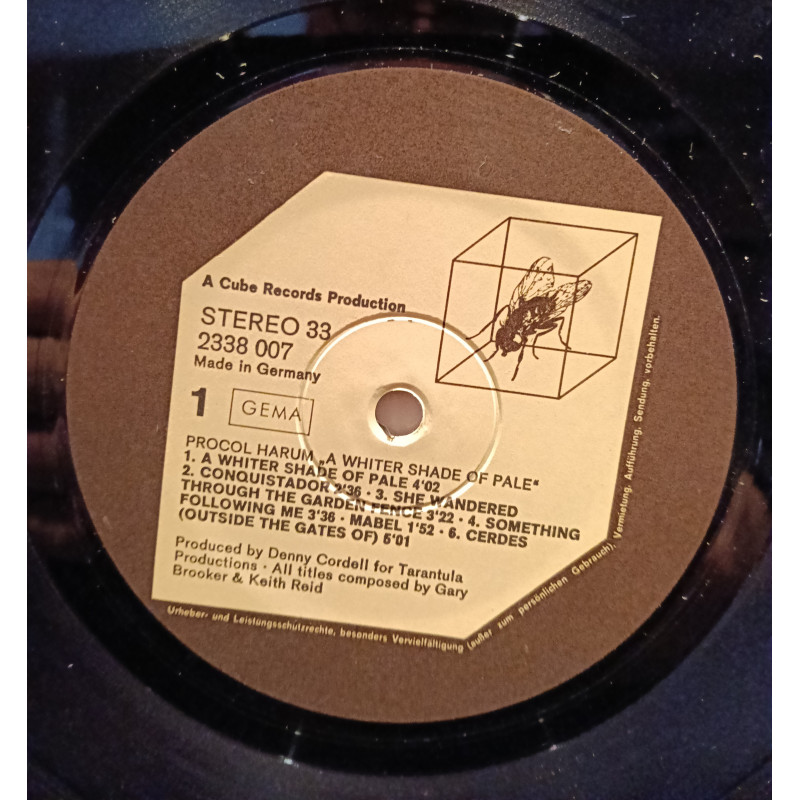 A Cube Records Production
STEREO 33
2338 007
Made in Germany
1 GEMA
PROCOL HARUM „A WHITER SHADE OF PALE“
1. A WHITER SHADE OF PALE 4'02
2. CONQUISTADOR 2'36 · 3. SHE WANDERED
THROUGH THE GARDEN FENCE 3'22 · 4. SOMETHING
FOLLOWING ME 3'36 · MABEL 1'52 · 6. CERDES
(OUTSIDE THE GATES OF) 5'01
Produced by Denny Cordell for Tarantula
Productions · All titles composed by Gary
Brooker & Keith Reid
Urheber- und Leistungsschutzrechte, besonders Vervielfältigung (außer zum persönlichen Gebrauch), Vermietung, Aufführung, Sendung, vorbehalten.